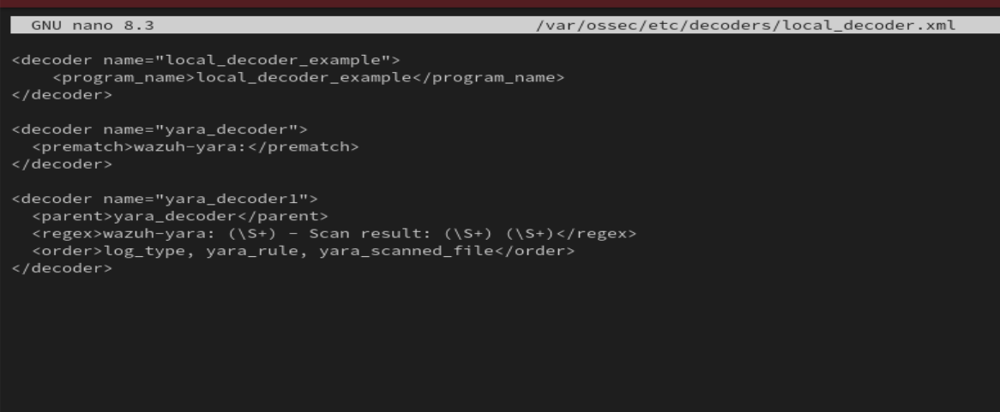 GNU nano 8.3 /var/ossec/etc/decoders/local_decoder.xml
<decoder name="local_decoder_example">
    <program_name>local_decoder_example</program_name>
</decoder>
<decoder name="yara_decoder">
  <prematch>wazuh-yara:</prematch>
</decoder>
<decoder name="yara_decoder1">
  <parent>yara_decoder</parent>
  <regex>wazuh-yara: (\S+) - Scan result: (\S+) (\S+)</regex>
  <order>log_type, yara_rule, yara_scanned_file</order>
</decoder>